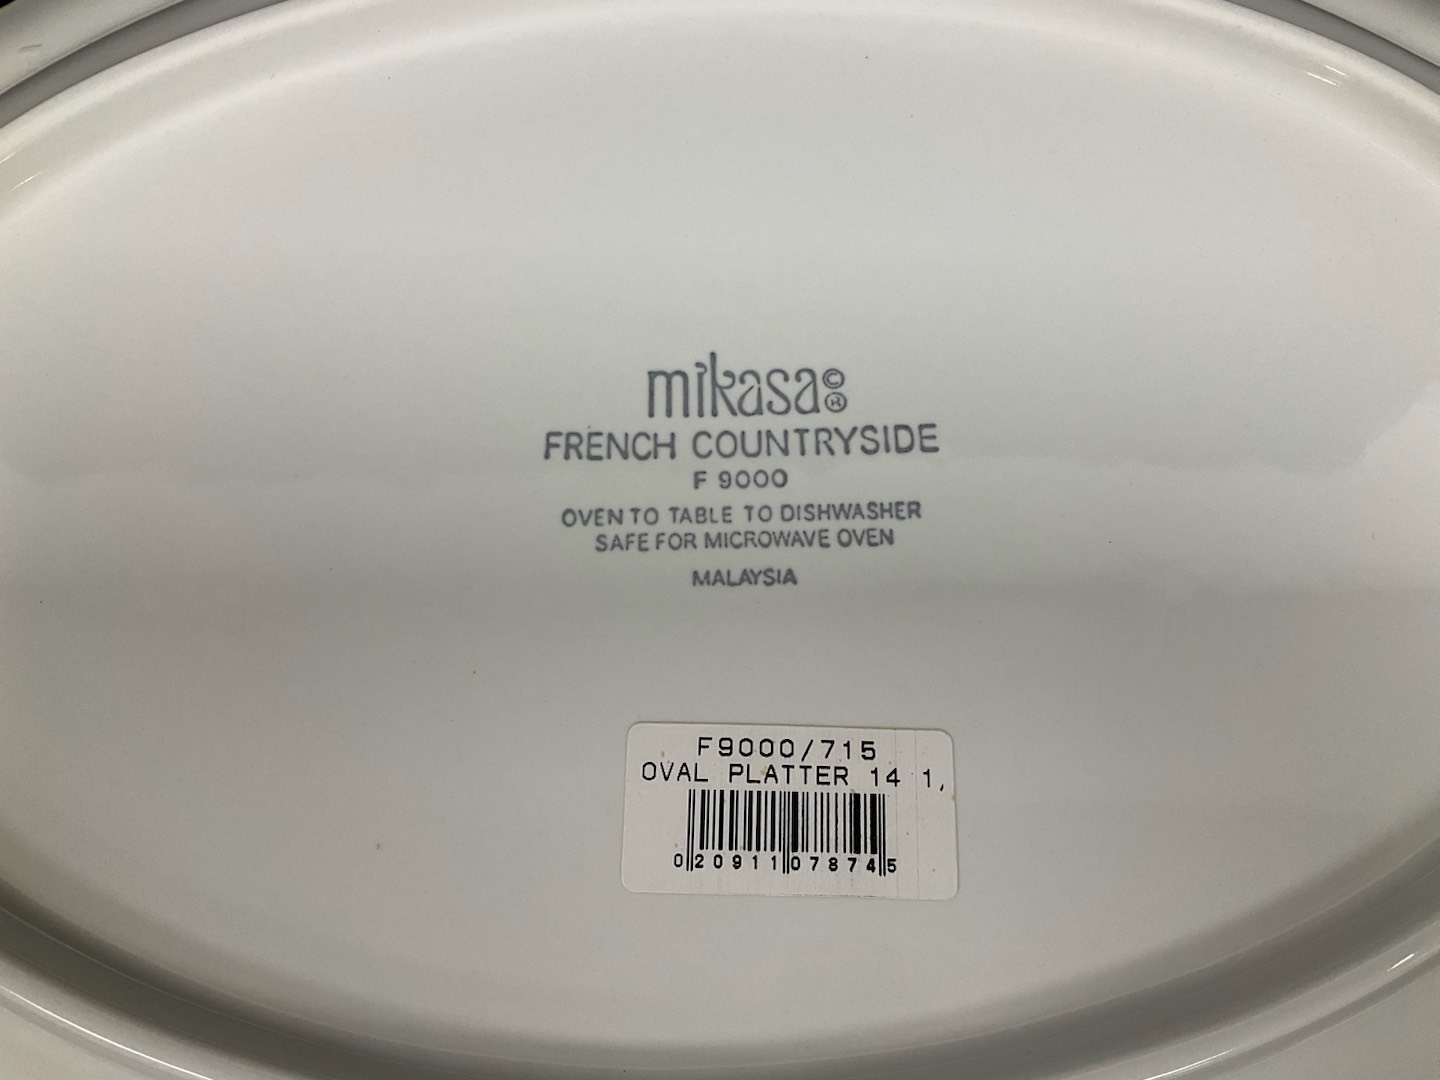 mikasa©®
FRENCH COUNTRYSIDE
F 9000
OVEN TO TABLE TO DISHWASHER
SAFE FOR MICROWAVE OVEN
MALAYSIA
F9000/715
OVAL PLATTER 14 1,
0 20911 07874 5